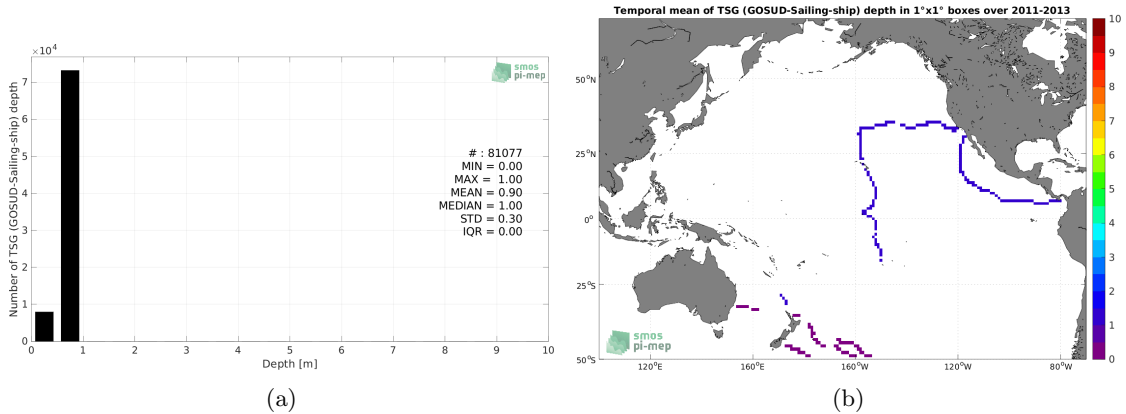 ×10⁴
7
6
5
4
3
2
1
0
Number of TSG (GOSUD-Sailing-ship) depth
smos
pi-mep
# : 81077
MIN = 0.00
MAX = 1.00
MEAN = 0.90
MEDIAN = 1.00
STD = 0.30
IQR = 0.00
0 1 2 3 4 5 6 7 8 9 10
Depth [m]
(a)
Temporal mean of TSG (GOSUD-Sailing-ship) depth in 1°x1° boxes over 2011-2013
50°N
25°N
0°
25°S
50°S
smos
pi-mep
120°E 140°E 160°E 160°W 120°W 80°W
10
9
8
7
6
5
4
3
2
1
0
(b)